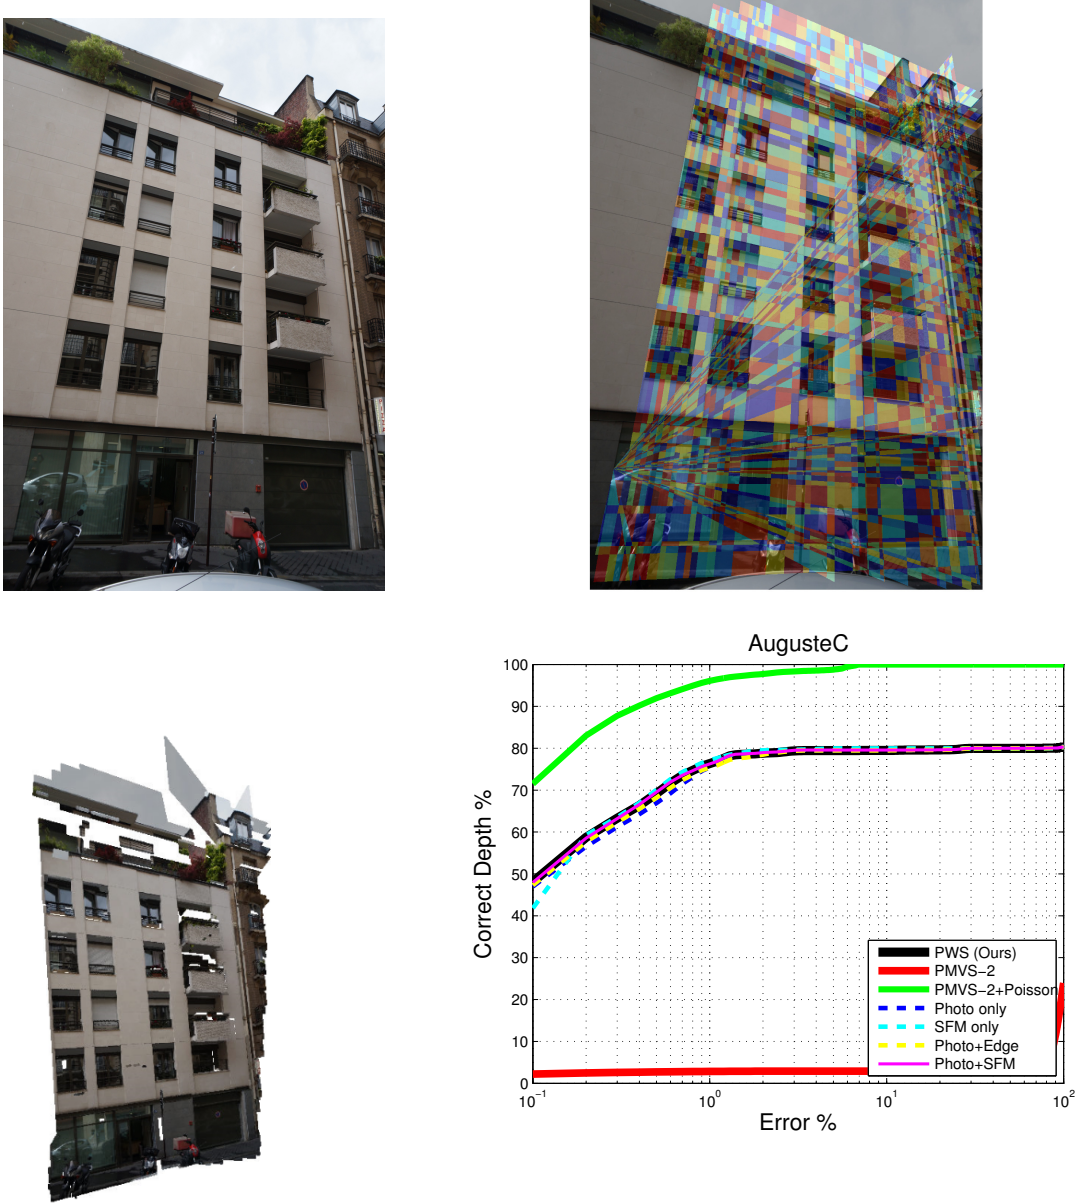 AugusteC
100
90
80
70
60
50
40
30
20
10
0
Correct Depth %
10⁻¹
10⁰
10¹
10²
Error %
PWS (Ours)
PMVS−2
PMVS−2+Poisson
Photo only
SFM only
Photo+Edge
Photo+SFM